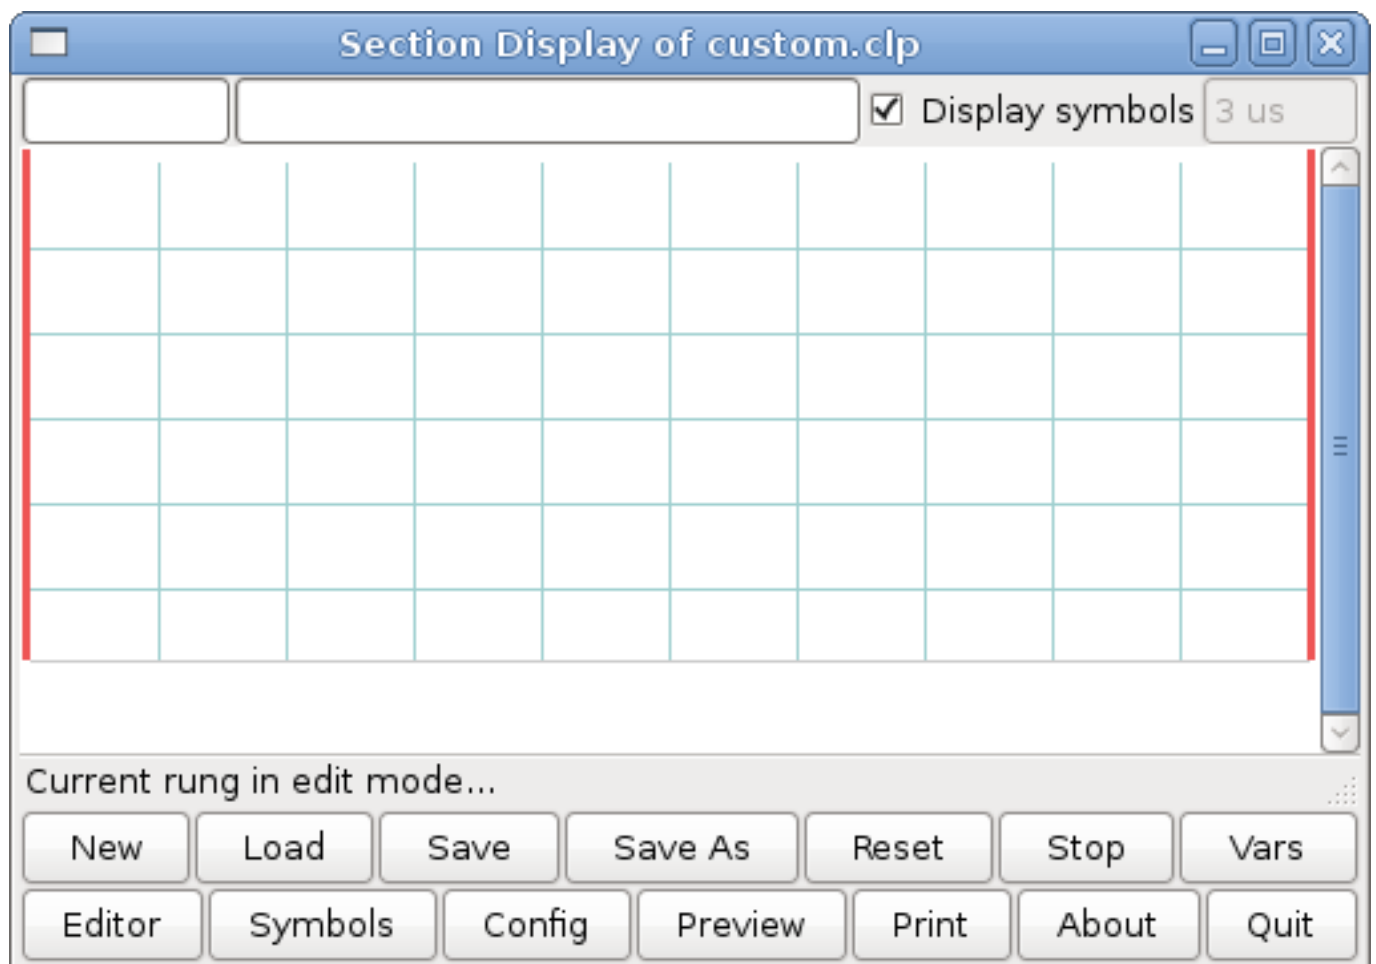 Section Display of custom.clp
Display symbols 3 us
Current rung in edit mode...
New Load Save Save As Reset Stop Vars
Editor Symbols Config Preview Print About Quit